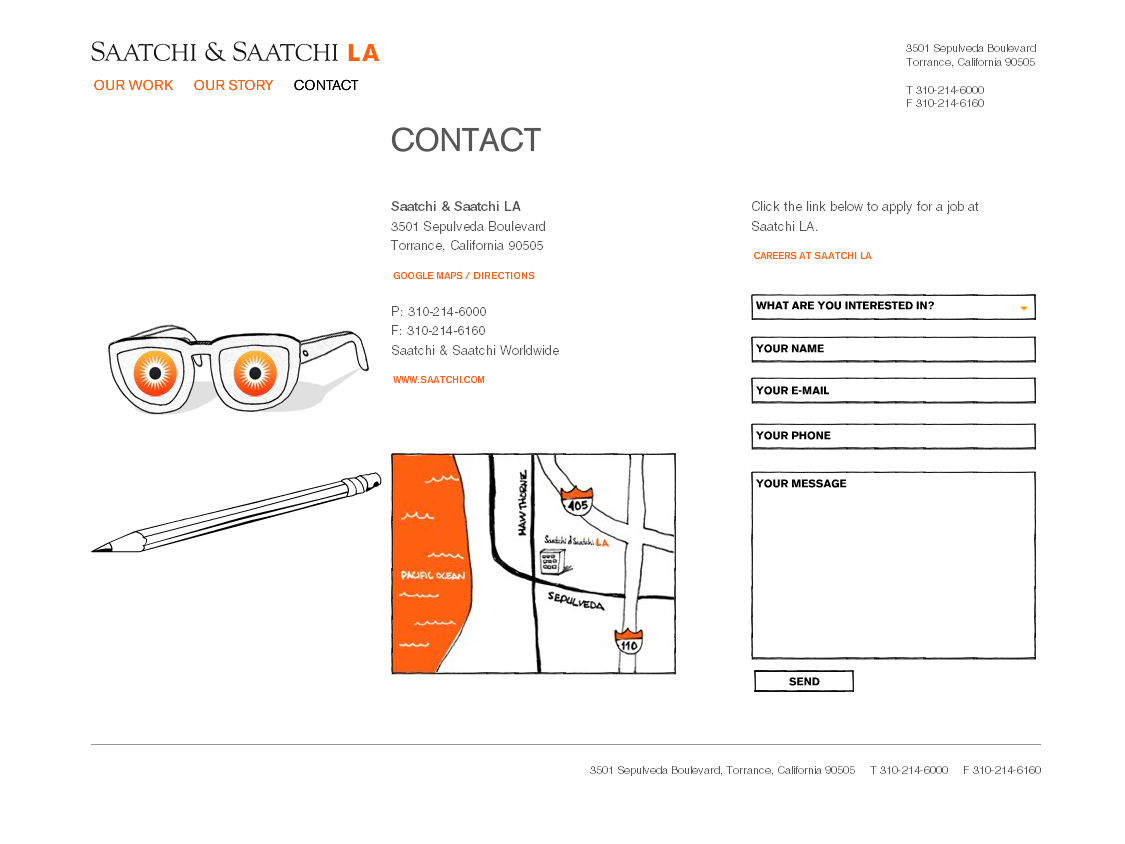 SAATCHI & SAATCHI LA
OUR WORK OUR STORY CONTACT
3501 Sepulveda Boulevard
Torrance, California 90505
T 310-214-6000
F 310-214-6160
CONTACT
Saatchi & Saatchi LA
3501 Sepulveda Boulevard
Torrance, California 90505
GOOGLE MAPS / DIRECTIONS
P: 310-214-6000
F: 310-214-6160
Saatchi & Saatchi Worldwide
WWW.SAATCHI.COM
HAWTHORNE
405
Saatchi & Saatchi LA
PACIFIC OCEAN
SEPULVEDA
110
Click the link below to apply for a job at
Saatchi LA.
CAREERS AT SAATCHI LA
WHAT ARE YOU INTERESTED IN?
YOUR NAME
YOUR E-MAIL
YOUR PHONE
YOUR MESSAGE
SEND
3501 Sepulveda Boulevard, Torrance, California 90505 T 310-214-6000 F 310-214-6160